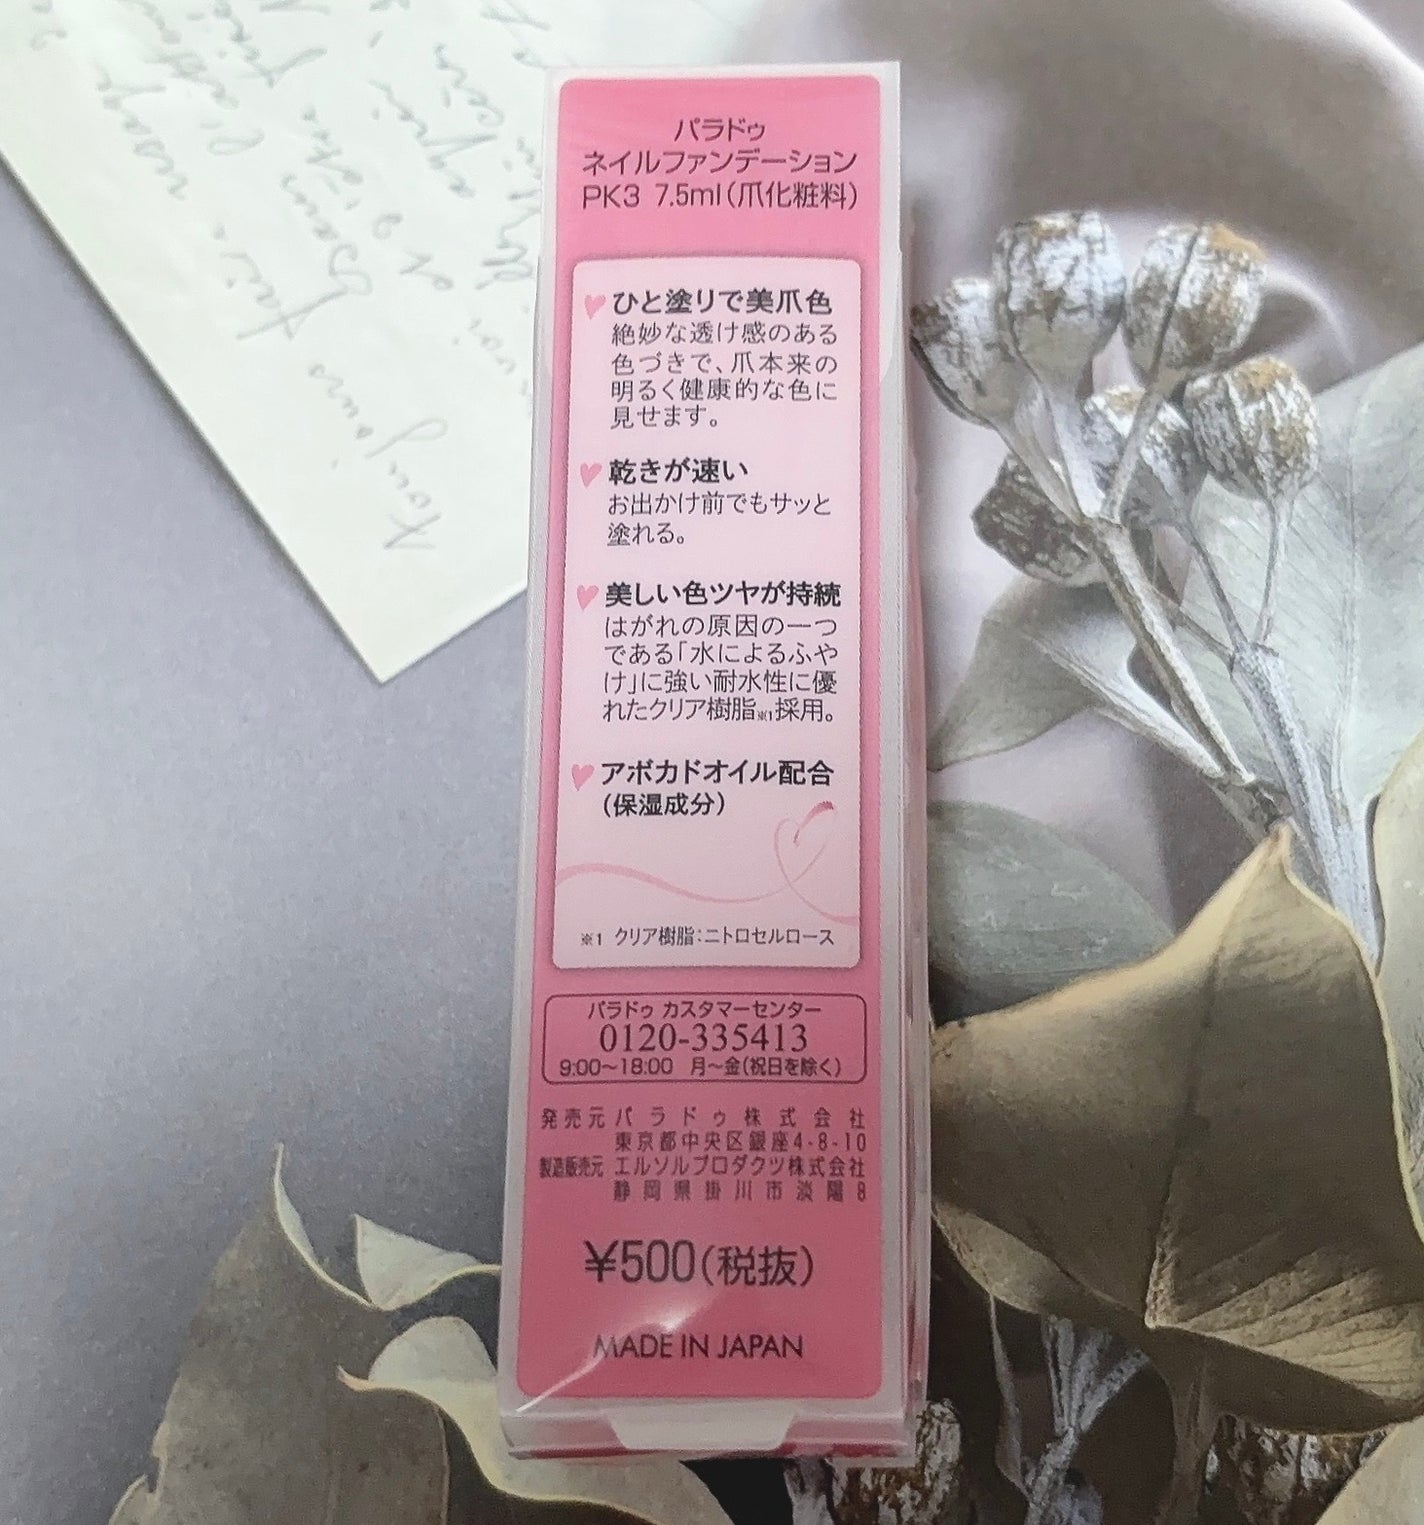 パラドゥ
ネイルファンデーション
PK3 7.5ml(爪化粧料)
ひと塗りで美爪色
絶妙な透け感のある
色づきで、爪本来の
明るく健康的な色に
見せます。
乾きが速い
お出かけ前でもサッと
塗れる。
美しい色ツヤが持続
はがれの原因の一つ
である「水によるふや
け」に強い耐水性に優
れたクリア樹脂※1採用。
アボカドオイル配合
(保湿成分)
※1 クリア樹脂:ニトロセルロース
パラドゥ カスタマーセンター
0120-335413
9:00～18:00 月～金(祝日を除く)
発売元 パラドゥ株式会社
東京都中央区銀座4-8-10
製造販売元 エルソルプロダクツ株式会社
静岡県掛川市淡陽8
¥500(税抜)
MADE IN JAPAN